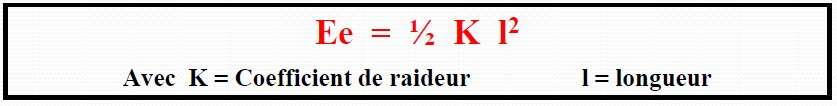 Ee = ½ K l²
Avec K = Coefficient de raideur l = longueur